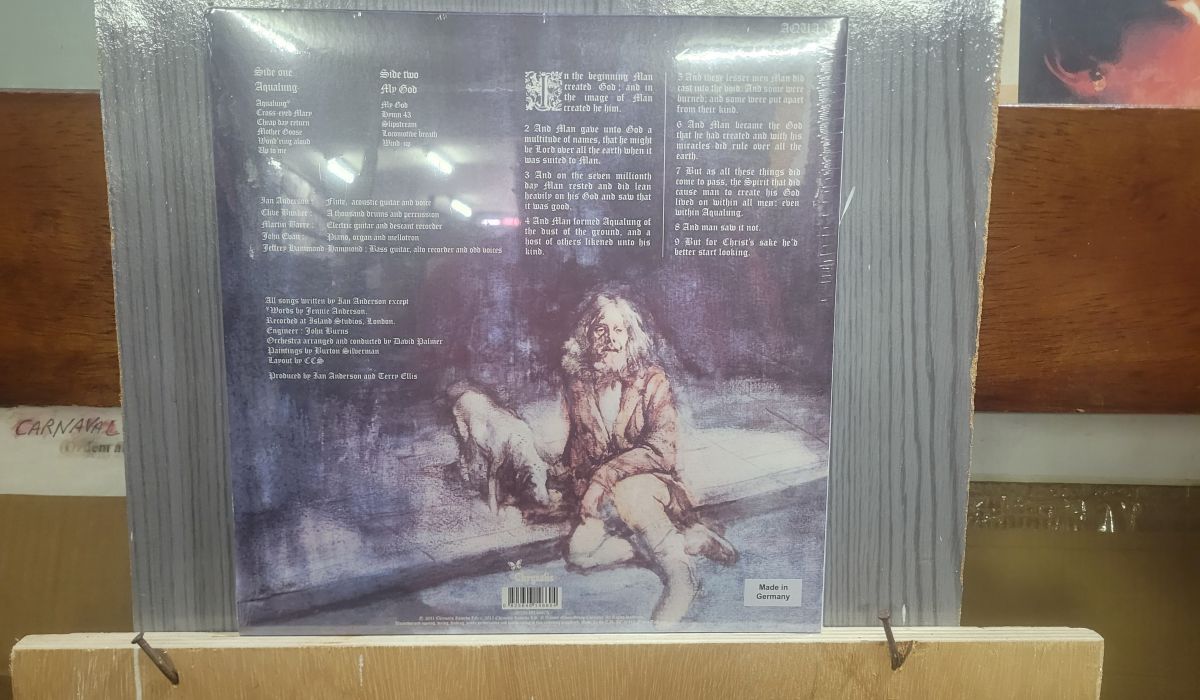 AQUA
Side one
Aqualung
Aqualung*
Cross-eyed Mary
Cheap day return
Mother Goose
Wond'ring aloud
Up to me
Side two
My God
My God
Hymn 43
Slipstream
Locomotive breath
Wind-up
Ian Anderson : Flute, acoustic guitar and voice
Clive Bunker : A thousand drums and percussion
Martin Barre : Electric guitar and descant recorder
John Evan : Piano, organ and mellotron
Jeffrey Hammond-Hammond : Bass guitar, alto recorder and odd voices
All songs written by Ian Anderson except
*Words by Jennie Anderson.
Recorded at Island Studios, London.
Engineer : John Burns
Orchestra arranged and conducted by David Palmer
Paintings by Burton Silverman
Layout by CCS
Produced by Ian Anderson and Terry Ellis
In the beginning Man
created God; and in
the image of Man
created he him.
2 And Man gave unto God a
multitude of names, that he might
be Lord over all the earth when it
was suited to Man.
3 And on the seven millionth
day Man rested and did lean
heavily on his God and saw that
it was good.
4 And Man formed Aqualung of
the dust of the ground, and a
host of others likened unto his
kind.
5 And these lesser men Man did
cast into the void. And some were
burned; and some were put apart
from their kind.
6 And Man became the God
that he had created and with his
miracles did rule over all the
earth.
7 But as all these things did
come to pass, the Spirit that did
cause man to create his God
lived on within all men: even
within Aqualung.
8 And man saw it not.
9 But for Christ's sake he'd
better start looking.
CARNAVAL
Chrysalis
Made in
Germany